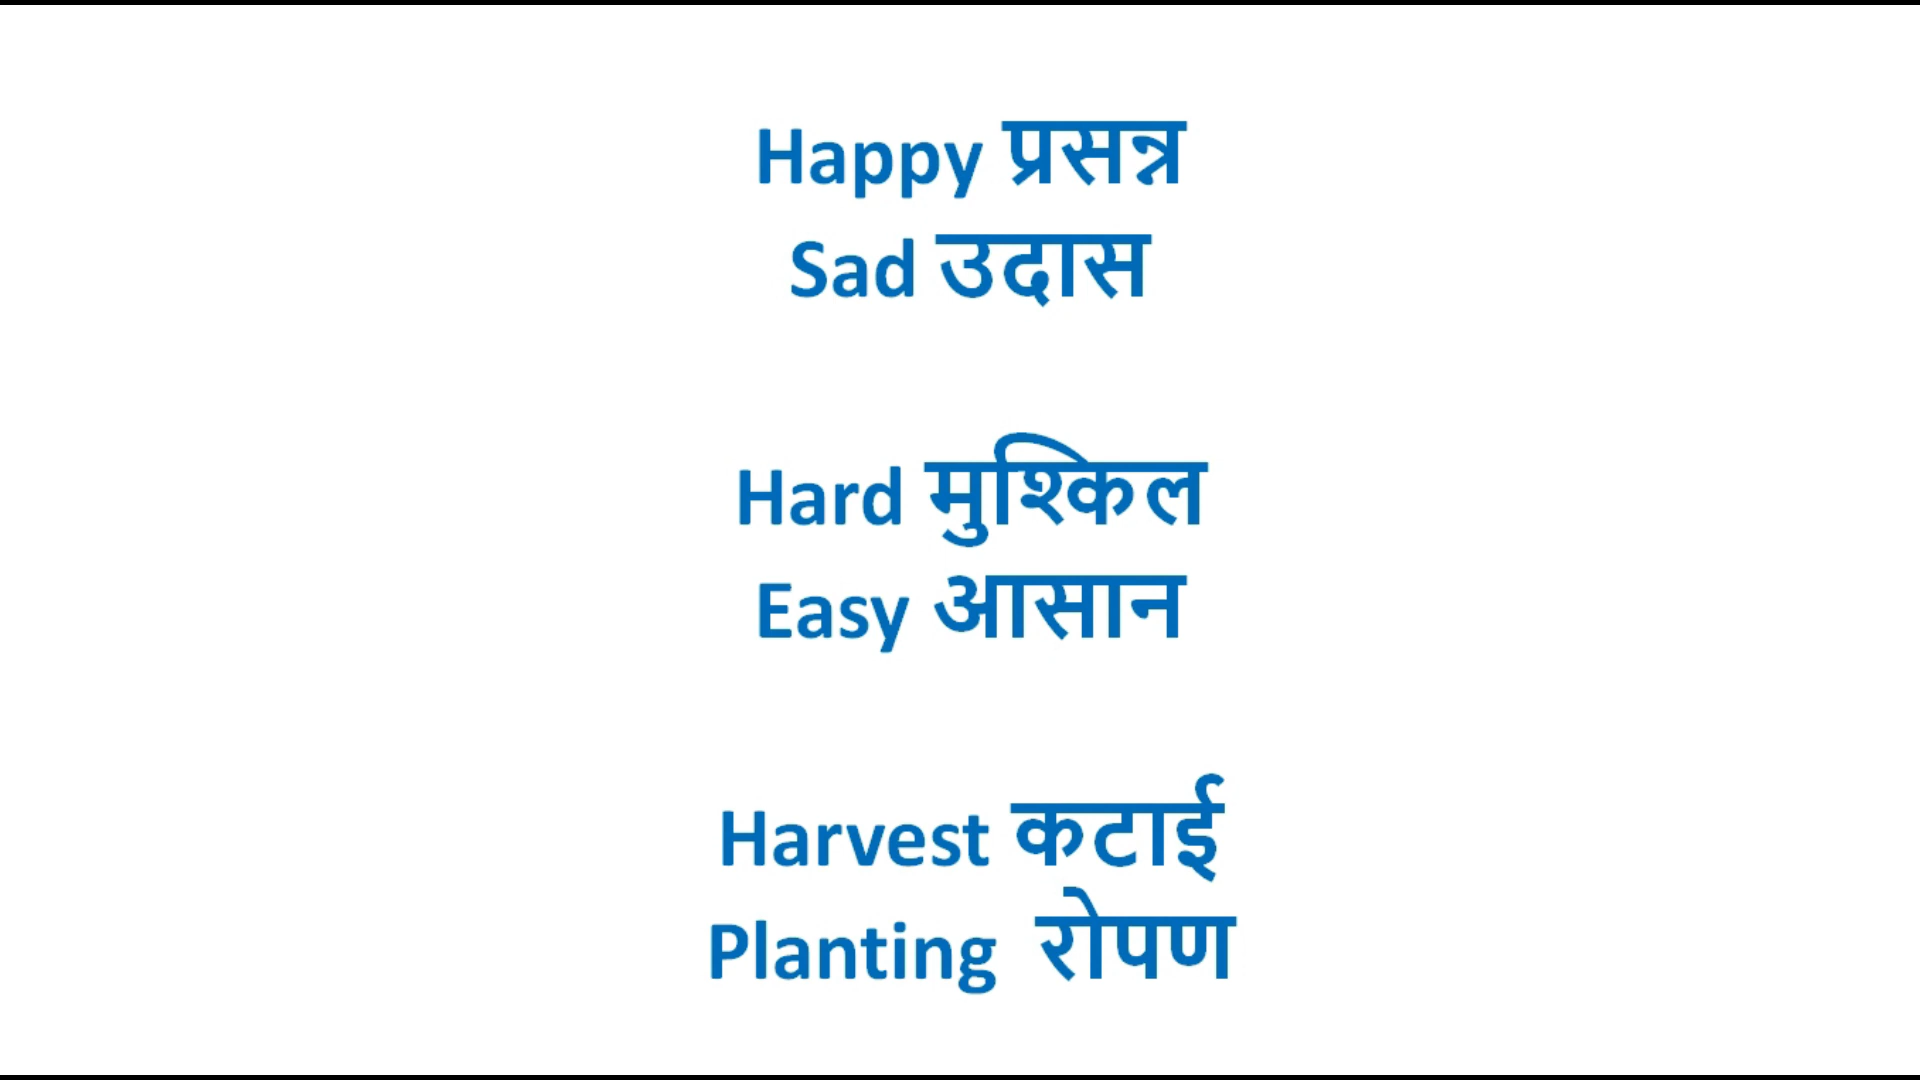 Happy प्रसन्न
Sad उदास
Hard मुश्किल
Easy आसान
Harvest कटाई
Planting रोपण